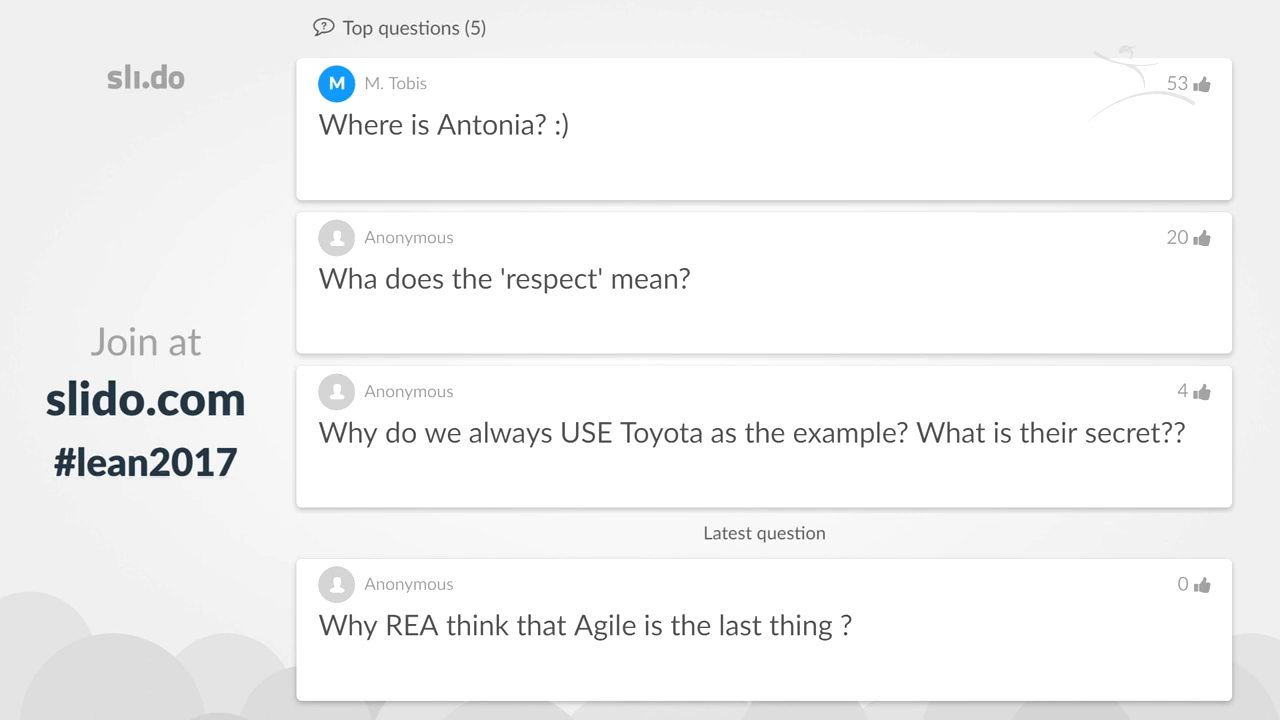 Top questions (5)
sli.do
M M. Tobis 53
Where is Antonia? :)
Anonymous 20
Wha does the 'respect' mean?
Anonymous 4
Why do we always USE Toyota as the example? What is their secret??
Join at
slido.com
#lean2017
Latest question
Anonymous 0
Why REA think that Agile is the last thing ?